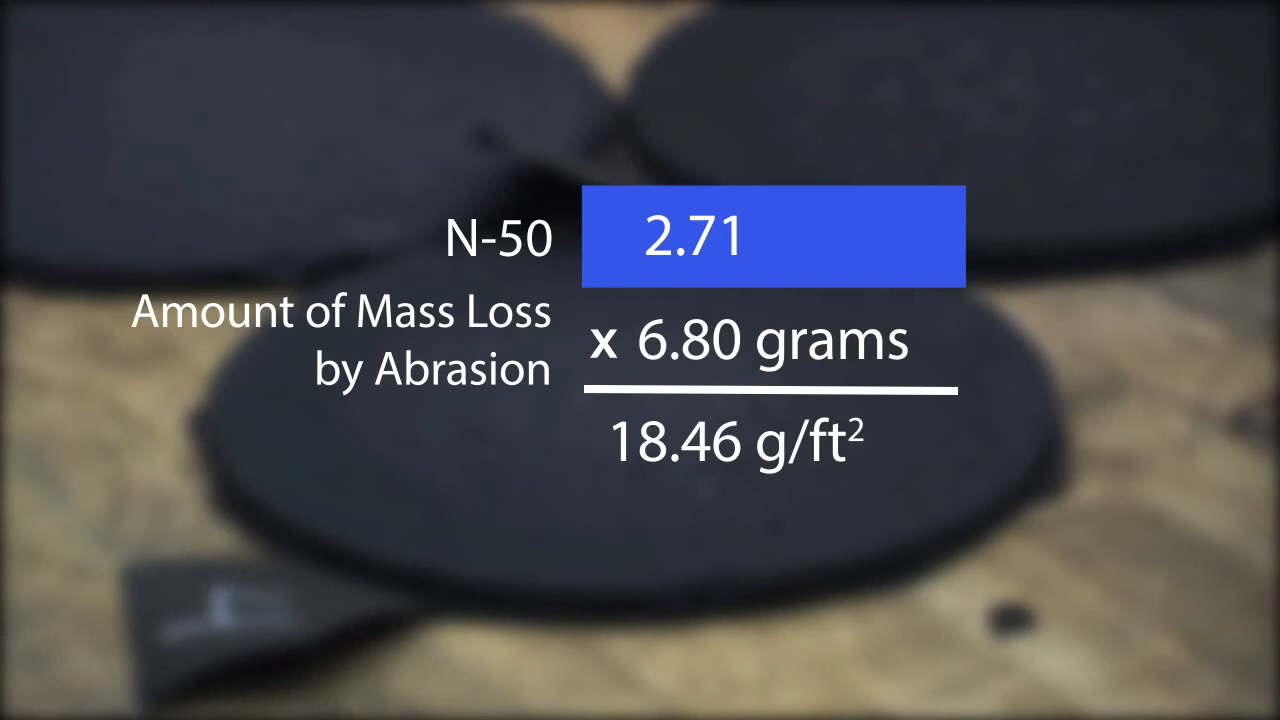 N-50 2.71
Amount of Mass Loss
by Abrasion
x 6.80 grams
18.46 g/ft²